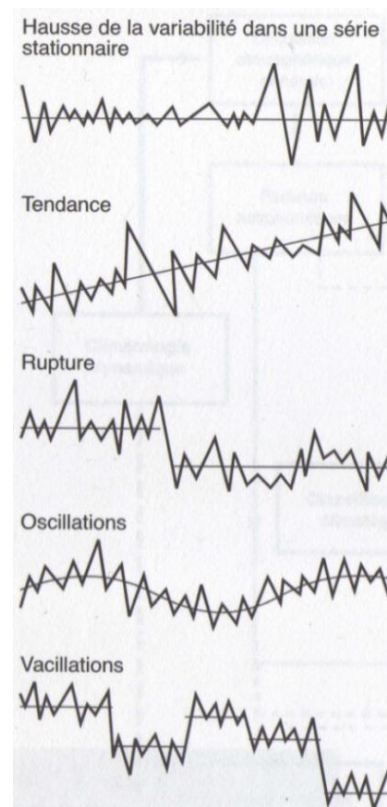 Hausse de la variabilité dans une série
stationnaire
Tendance
Rupture
Oscillations
Vacillations